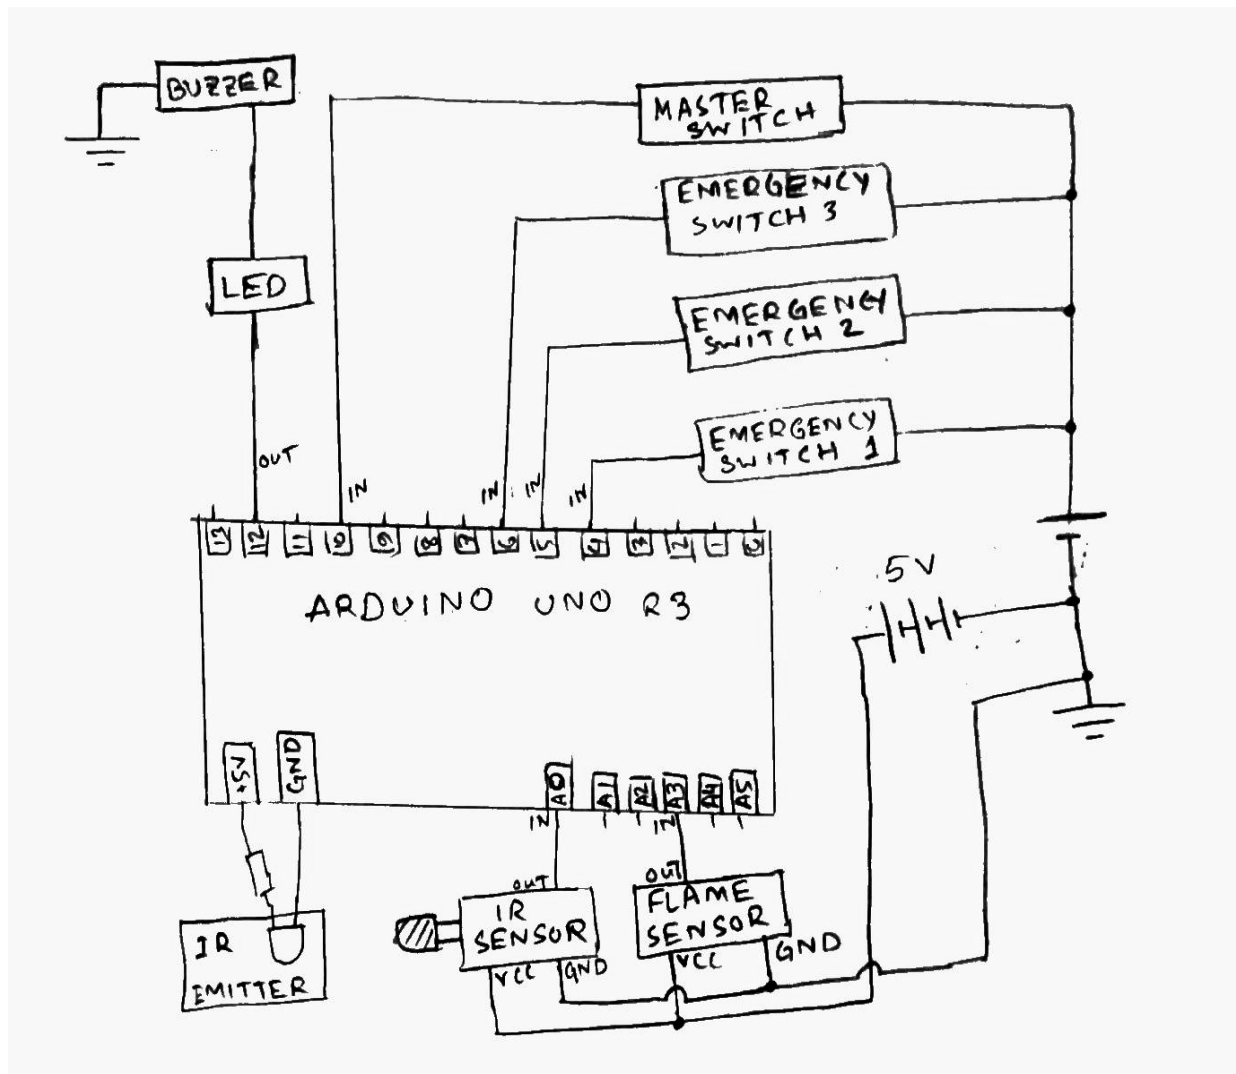 BUZZER
MASTER
SWITCH
EMERGENCY
SWITCH 3
LED
EMERGENCY
SWITCH 2
EMERGENCY
SWITCH 1
OUT
IN
IN
IN
IN
13 12 11 10 9 8 7 6 5 4 3 2 1 0
ARDUINO UNO R3
5V
+5V GND A0 A1 A2 A3 A4 A5
IN
IN
OUT
OUT
IR
SENSOR
FLAME
SENSOR
VCC
GND
VCC
GND
IR
EMITTER